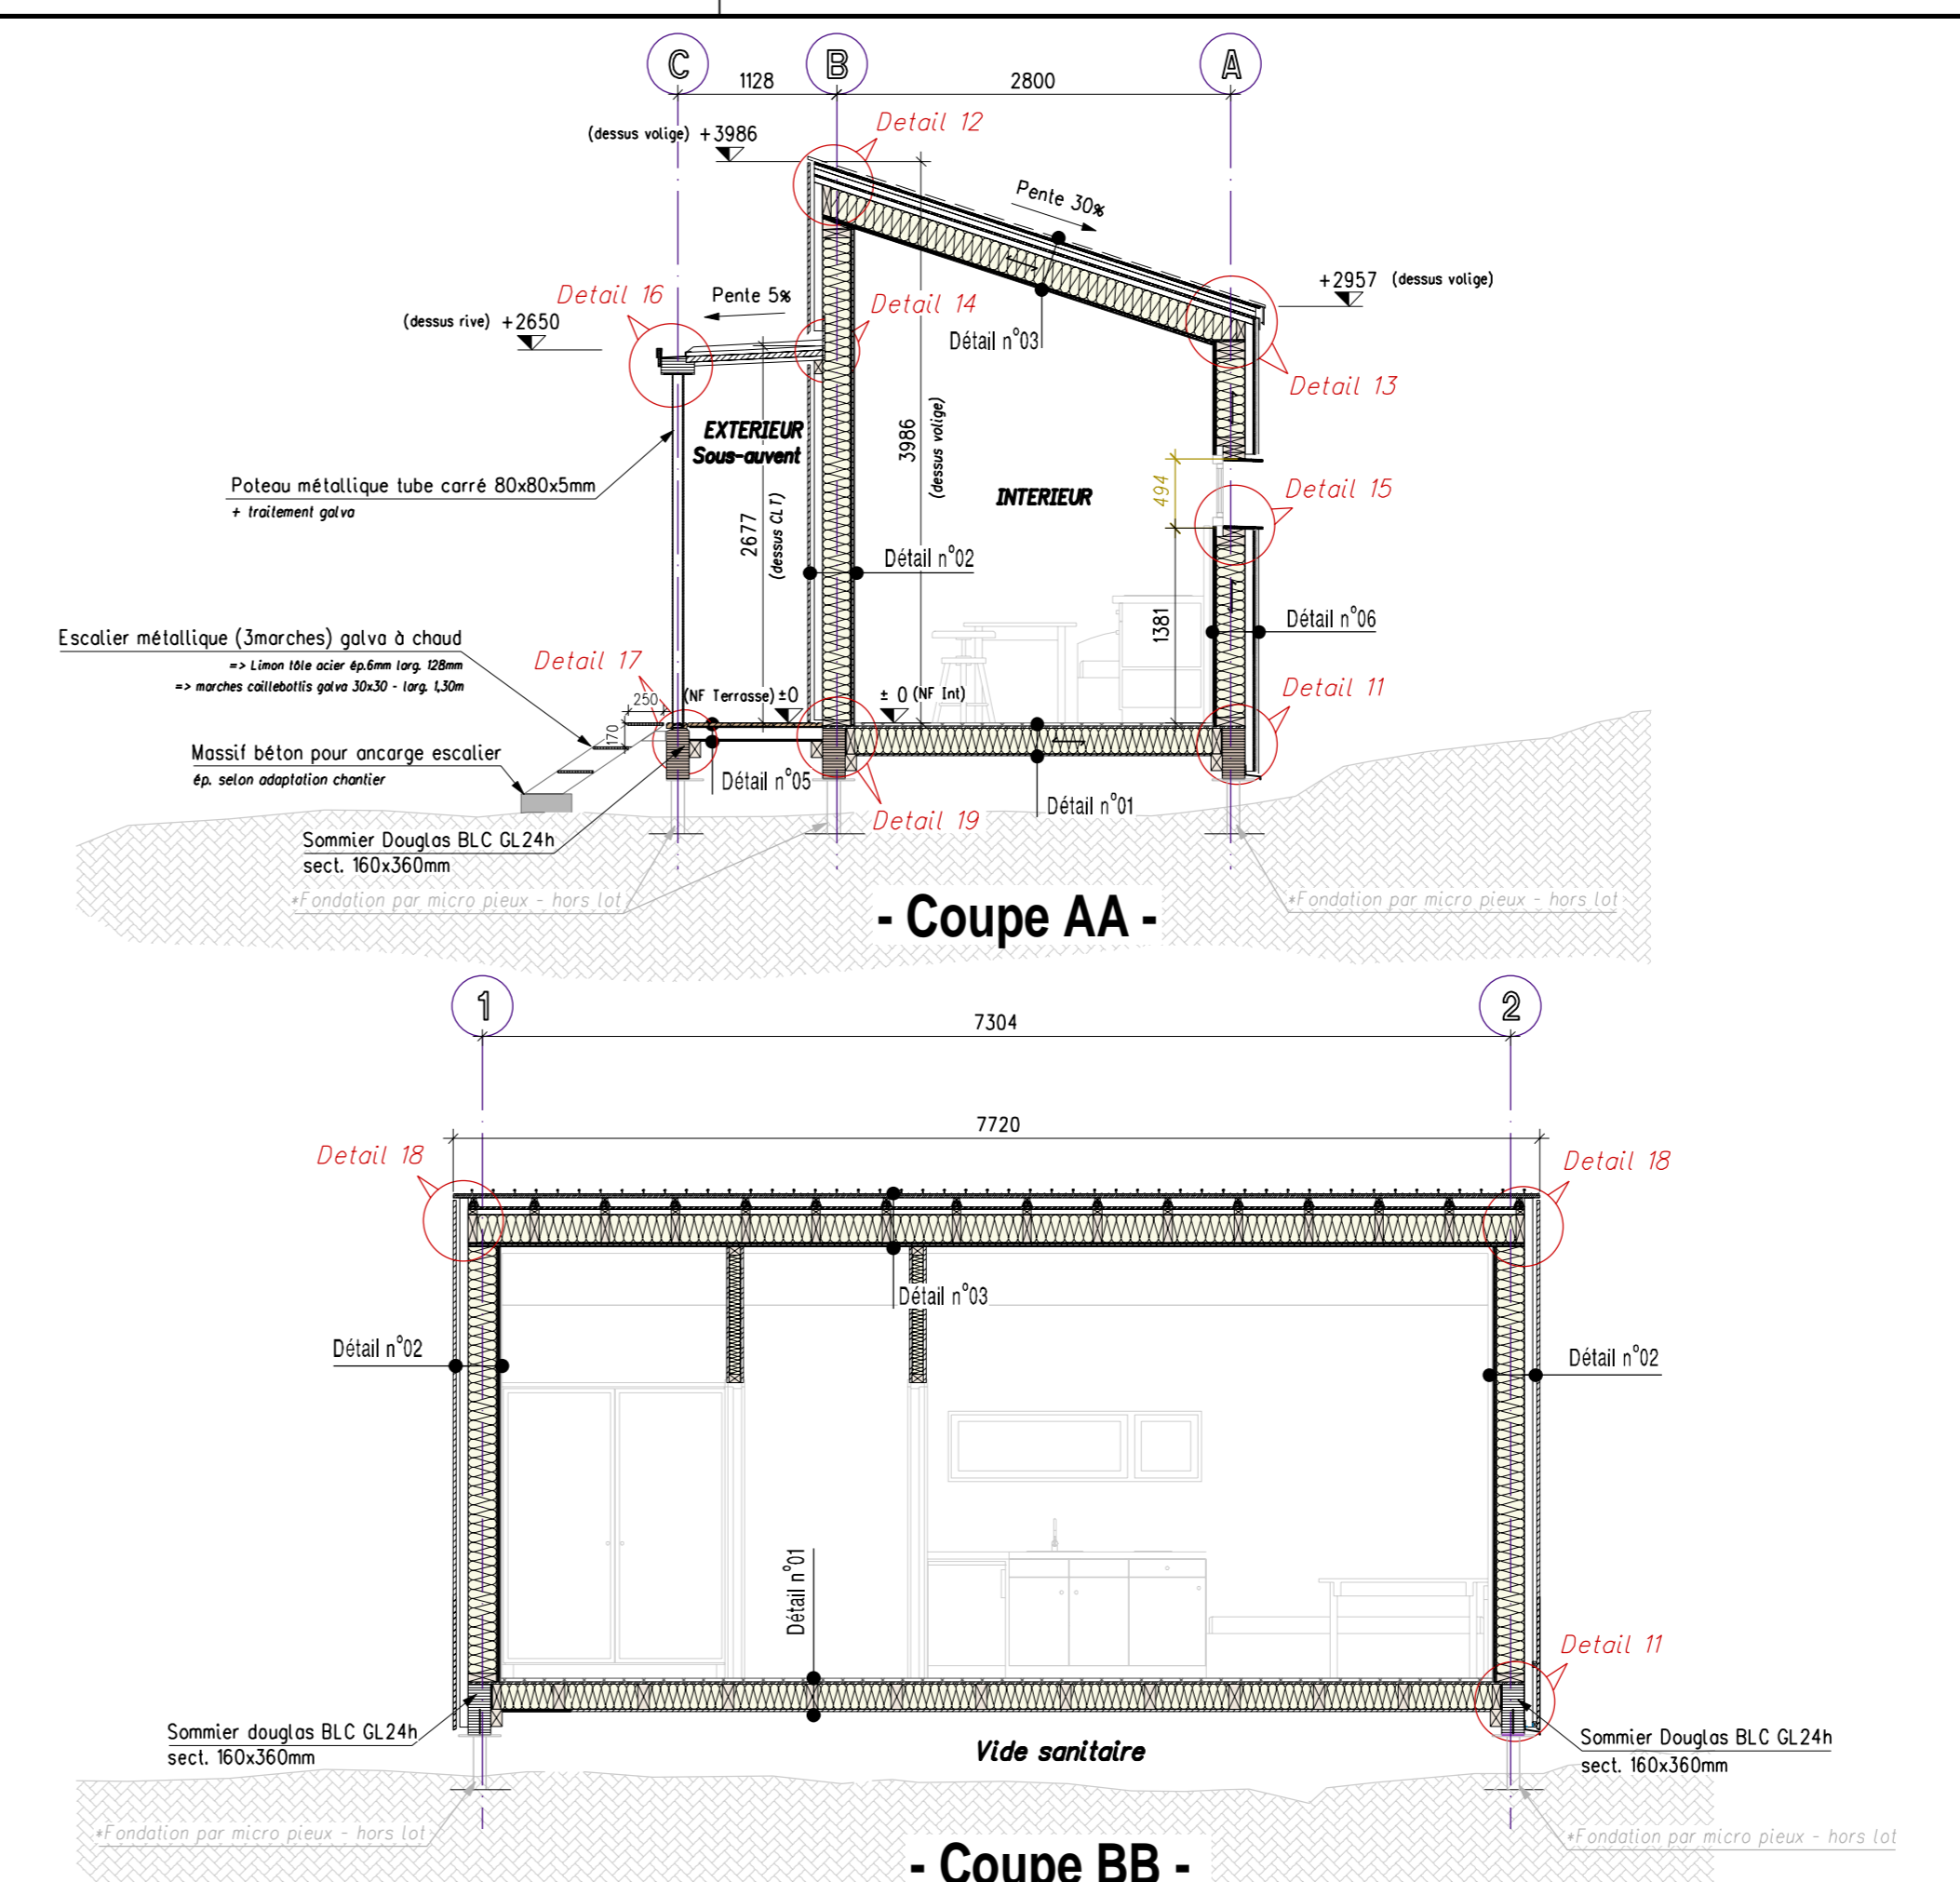 C
B
A
1128
2800
Detail 12
(dessus volige) +3986
Pente 30%
+2957 (dessus volige)
Detail 16
Pente 5%
Detail 14
(dessus rive) +2650
Détail n°03
Detail 13
EXTERIEUR
Sous-auvent
3986
(dessus volige)
INTERIEUR
494
Detail 15
Poteau métallique tube carré 80x80x5mm
+ traitement galva
2677
(dessus CLT)
Détail n°02
1381
Détail n°06
Escalier métallique (3marches) galva à chaud
=> Limon tôle acier ép.6mm larg. 128mm
=> marches caillebottis galva 30x30 - larg. 1,30m
Detail 17
250
170
(NF Terrasse) ±0
± 0 (NF Int)
Detail 11
Massif béton pour ancarge escalier
ép. selon adaptation chantier
Détail n°05
Détail n°01
Detail 19
Sommier Douglas BLC GL24h
sect. 160x360mm
*Fondation par micro pieux - hors lot
*Fondation par micro pieux - hors lot
- Coupe AA -
1
2
7304
7720
Detail 18
Detail 18
Détail n°03
Détail n°02
Détail n°02
Détail n°01
Detail 11
Sommier douglas BLC GL24h
sect. 160x360mm
Vide sanitaire
Sommier Douglas BLC GL24h
sect. 160x360mm
*Fondation par micro pieux - hors lot
*Fondation par micro pieux - hors lot
- Coupe BB -